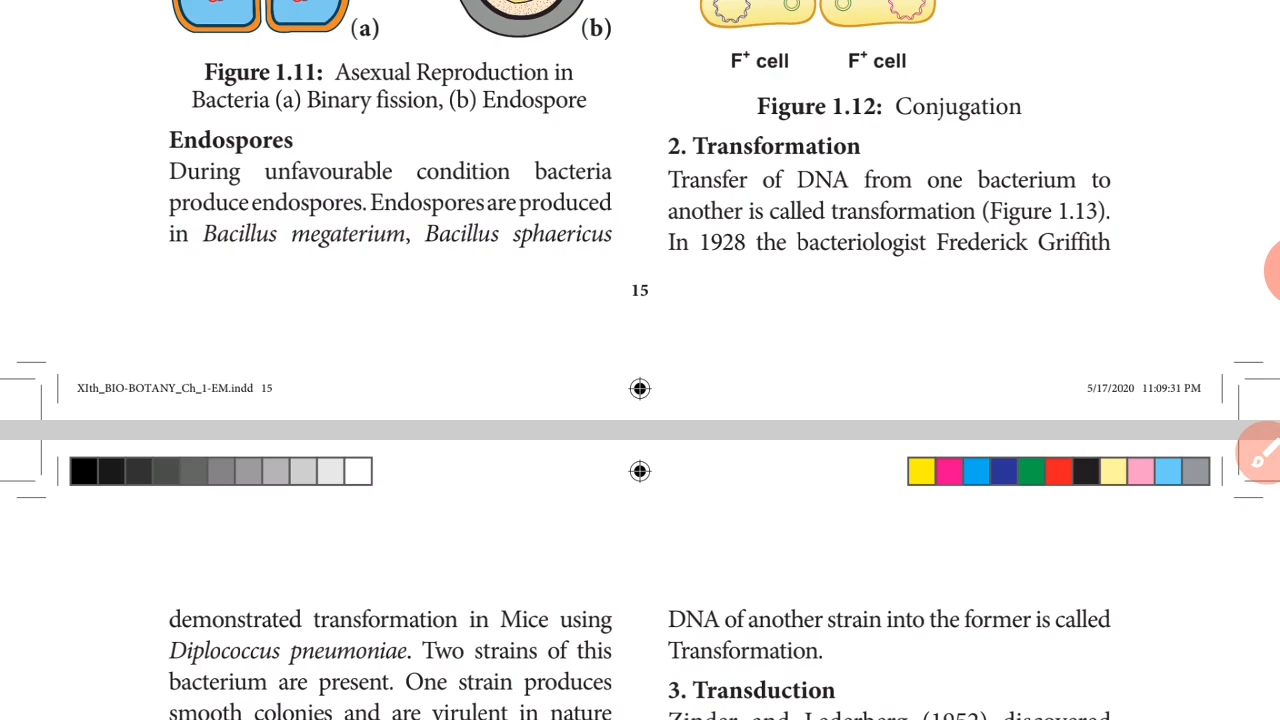 (a)
(b)
Figure 1.11: Asexual Reproduction in
Bacteria (a) Binary fission, (b) Endospore
Endospores
During unfavourable condition bacteria
produce endospores. Endospores are produced
in Bacillus megaterium, Bacillus sphaericus
F+ cell F+ cell
Figure 1.12: Conjugation
2. Transformation
Transfer of DNA from one bacterium to
another is called transformation (Figure 1.13).
In 1928 the bacteriologist Frederick Griffith
15
XIth_BIO-BOTANY_Ch_1-EM.indd 15
5/17/2020 11:09:31 PM
demonstrated transformation in Mice using
Diplococcus pneumoniae. Two strains of this
bacterium are present. One strain produces
smooth colonies and are virulent in nature
DNA of another strain into the former is called
Transformation.
3. Transduction
Zinder and Lederberg (1952) discovered